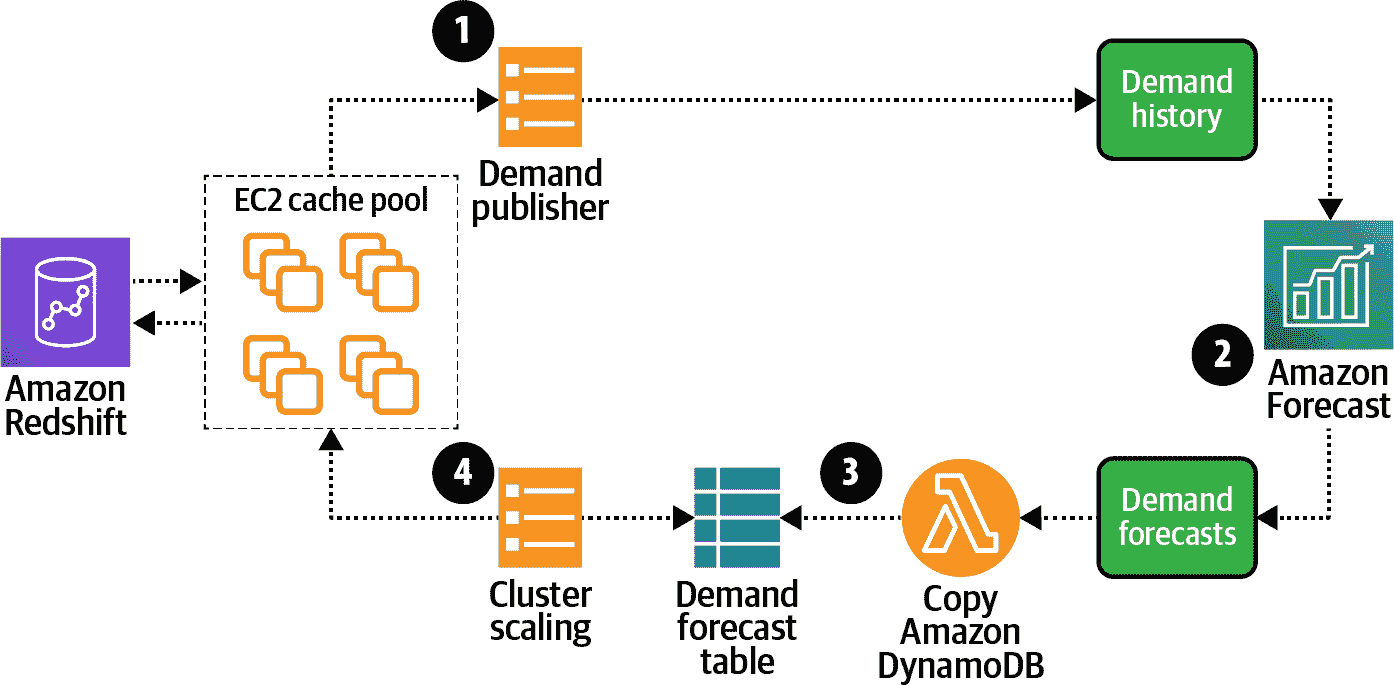 1
Demand
publisher
Demand
history
EC2 cache pool
Amazon
Redshift
2
Amazon
Forecast
Demand
forecasts
3
Copy
Amazon
DynamoDB
Demand
forecast
table
4
Cluster
scaling